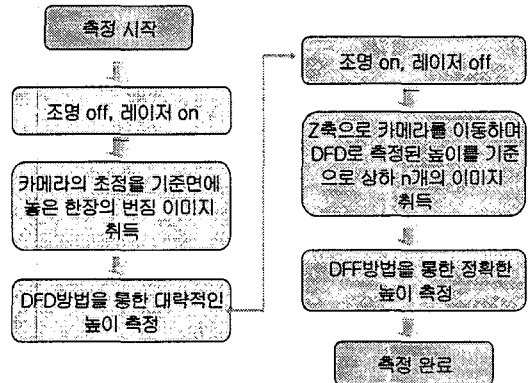 측정 시작
조명 off, 레이저 on
카메라의 초점을 기준면에
놓은 한장의 번짐 이미지
취득
DFD방법을 통한 대략적인
높이 측정
조명 on, 레이저 off
Z축으로 카메라를 이동하며
DFD로 측정된 높이를 기준
으로 상하 n개의 이미지
취득
DFF방법을 통한 정확한
높이 측정
측정 완료